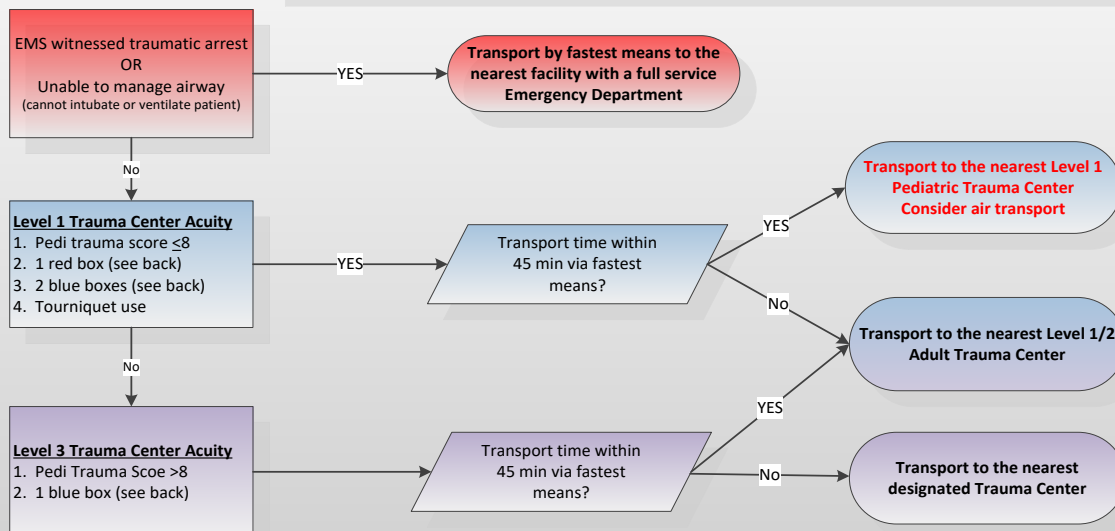 EMS witnessed traumatic arrest
OR
Unable to manage airway
(cannot intubate or ventilate patient)
YES
Transport by fastest means to the
nearest facility with a full service
Emergency Department
No
Level 1 Trauma Center Acuity
1. Pedi trauma score ≤8
2. 1 red box (see back)
3. 2 blue boxes (see back)
4. Tourniquet use
YES
Transport time within
45 min via fastest
means?
YES
Transport to the nearest Level 1
Pediatric Trauma Center
Consider air transport
No
Transport to the nearest Level 1/2
Adult Trauma Center
No
Level 3 Trauma Center Acuity
1. Pedi Trauma Scoe >8
2. 1 blue box (see back)
Transport time within
45 min via fastest
means?
YES
No
Transport to the nearest
designated Trauma Center